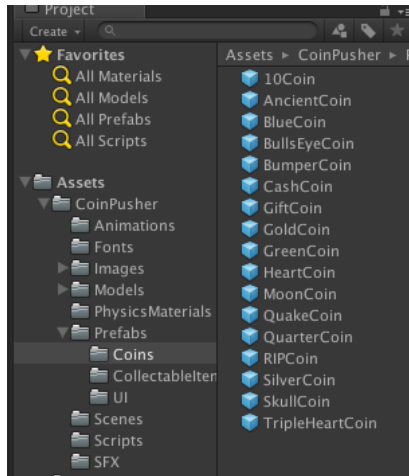 Project
Create
Favorites
All Materials
All Models
All Prefabs
All Scripts
Assets
CoinPusher
Animations
Fonts
Images
Models
PhysicsMaterials
Prefabs
Coins
CollectableIten
UI
Scenes
Scripts
SFX
Assets ▸ CoinPusher ▸
10Coin
AncientCoin
BlueCoin
BullsEyeCoin
BumperCoin
CashCoin
GiftCoin
GoldCoin
GreenCoin
HeartCoin
MoonCoin
QuakeCoin
QuarterCoin
RIPCoin
SilverCoin
SkullCoin
TripleHeartCoin